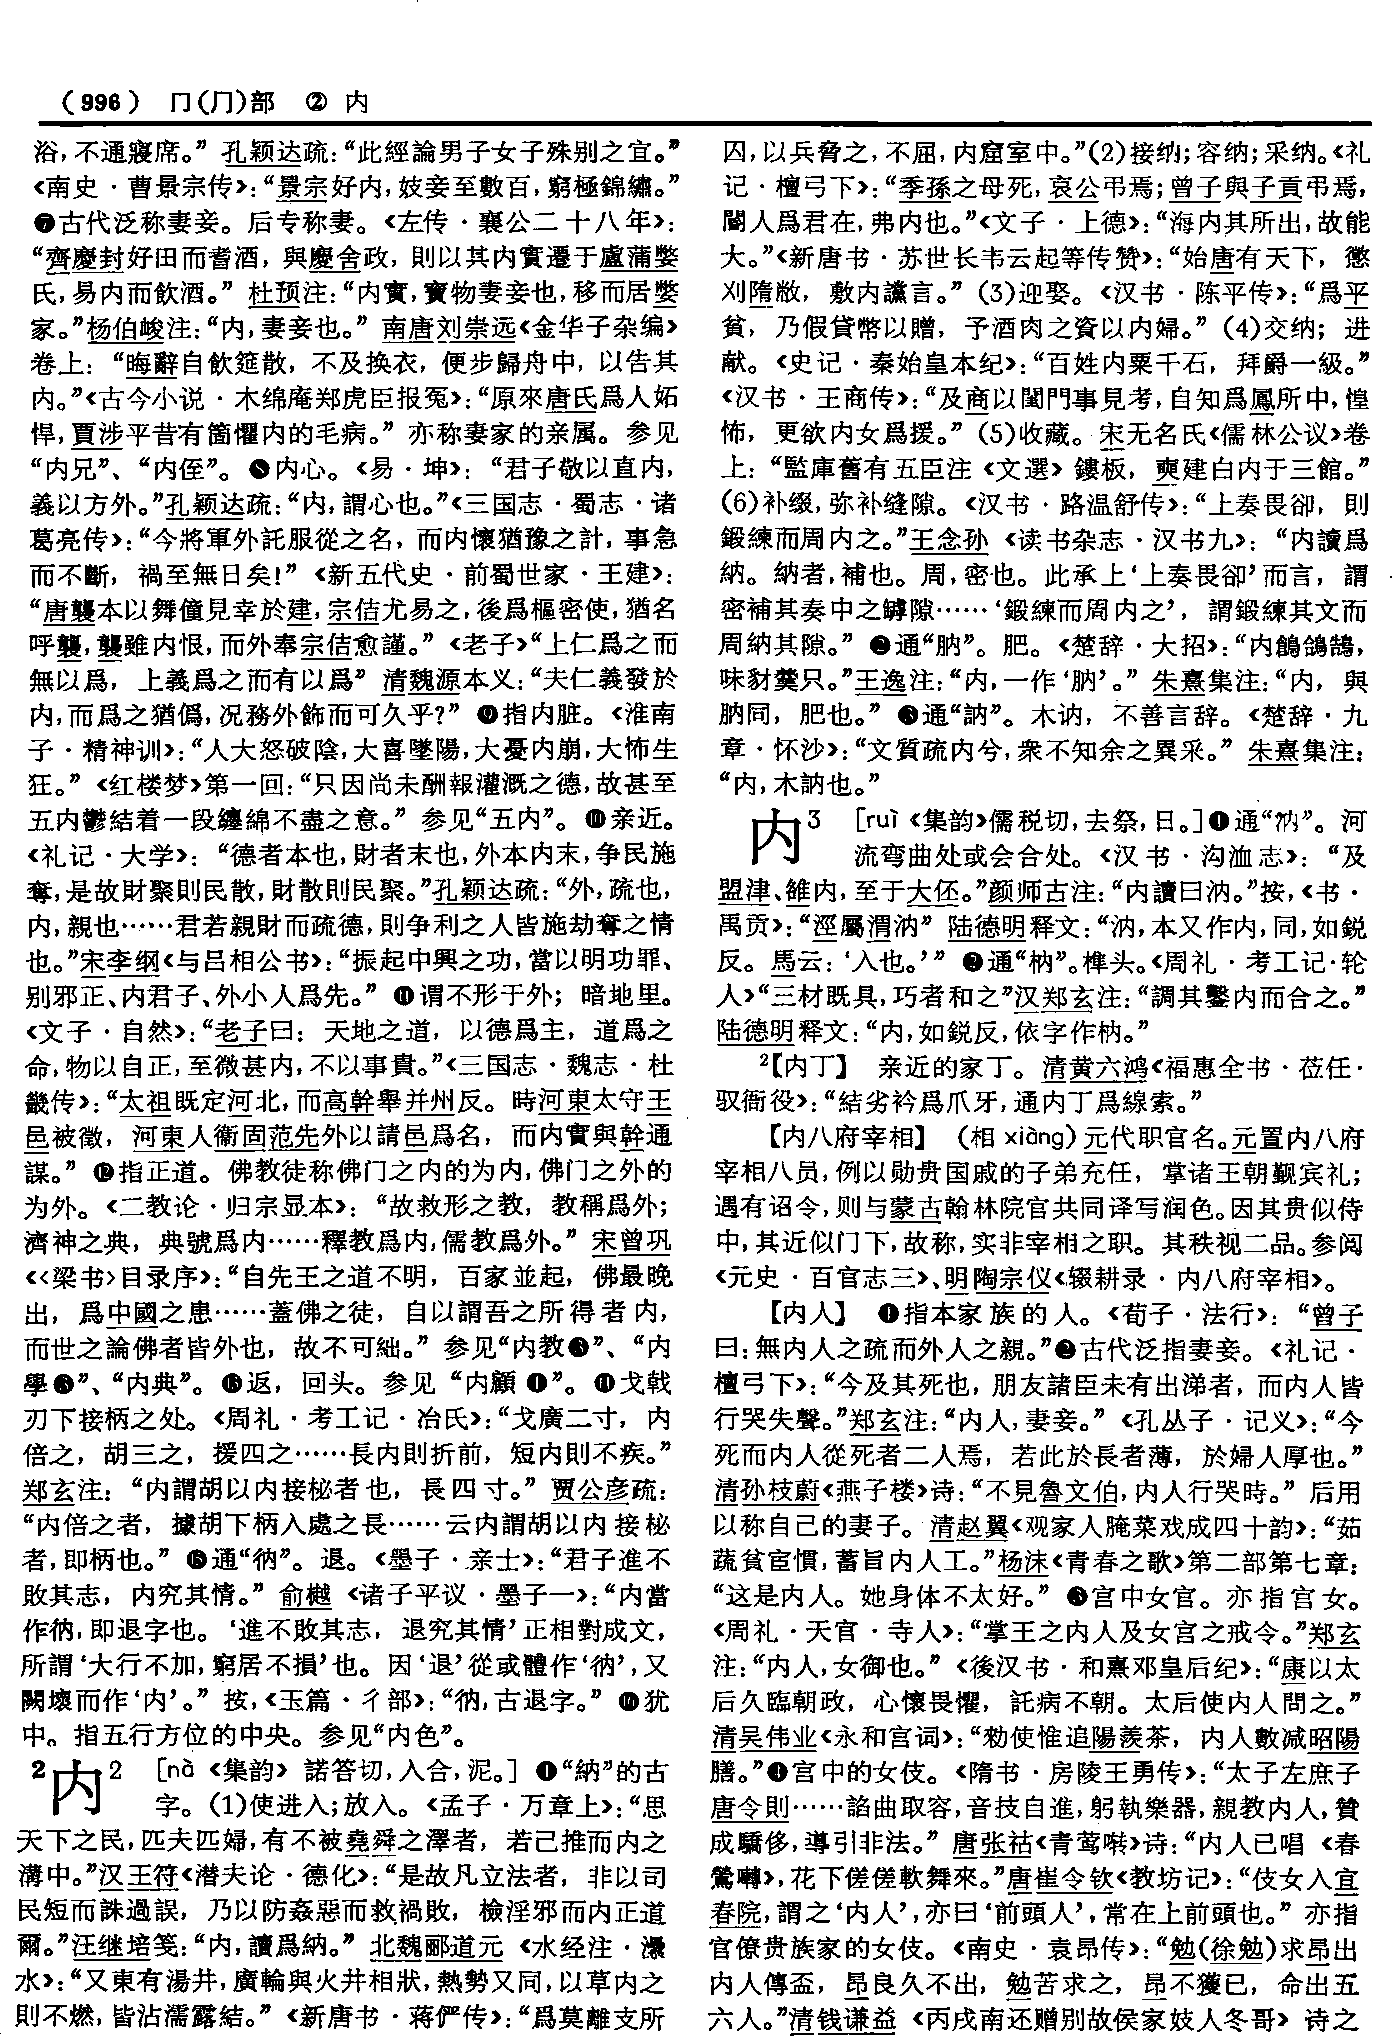 (996) 冂(⺆)部 ② 内
浴，不通寢席。”孔颖达疏：“此經論男子女子殊别之宜。”
《南史·曹景宗传》：“景宗好内，妓妾至數百，窮極錦繡。”
❼古代泛称妻妾。后专称妻。《左传·襄公二十八年》：
“齊慶封好田而耆酒，與慶舍政，則以其内實遷于盧蒲嫳
氏，易内而飲酒。”杜预注：“内實，寶物妻妾也，移而居嫳
家。”杨伯峻注：“内，妻妾也。”南唐刘崇远《金华子杂编》
卷上：“晦辭自飲筵散，不及换衣，便步歸舟中，以告其
内。”《古今小说·木绵庵郑虎臣报冤》：“原來唐氏爲人妬
悍，賈涉平昔有箇懼内的毛病。”亦称妻家的亲属。参见
“内兄”、“内侄”。❽内心。《易·坤》：“君子敬以直内，
義以方外。”孔颖达疏：“内，謂心也。”《三国志·蜀志·诸
葛亮传》：“今將軍外託服從之名，而内懷猶豫之計，事急
而不斷，禍至無日矣！”《新五代史·前蜀世家·王建》：
“唐襲本以舞僮見幸於建，宗佶尤易之，後爲樞密使，猶名
呼襲，襲雖内恨，而外奉宗佶愈謹。”《老子》“上仁爲之而
無以爲，上義爲之而有以爲”清魏源本义：“夫仁義發於
内，而爲之猶僞，况務外飾而可久乎？”❾指内脏。《淮南
子·精神训》：“人大怒破陰，大喜墜陽，大憂内崩，大怖生
狂。”《红楼梦》第一回：“只因尚未酬報灌溉之德，故甚至
五内鬱結着一段纏綿不盡之意。”参见“五内”。❿亲近。
《礼记·大学》：“德者本也，財者末也，外本内末，争民施
奪，是故財聚則民散，財散則民聚。”孔颖达疏：“外，疏也，
内，親也……君若親財而疏德，則争利之人皆施劫奪之情
也。”宋李纲《与吕相公书》：“振起中興之功，當以明功罪、
别邪正、内君子、外小人爲先。”⓫谓不形于外；暗地里。
《文子·自然》：“老子曰：天地之道，以德爲主，道爲之
命，物以自正，至微甚内，不以事貴。”《三国志·魏志·杜
畿传》：“太祖既定河北，而高幹舉并州反。時河東太守王
邑被徵，河東人衛固范先外以請邑爲名，而内實與幹通
謀。”⓬指正道。佛教徒称佛门之内的为内，佛门之外的
为外。《二教论·归宗显本》：“故救形之教，教稱爲外；
濟神之典，典號爲内……釋教爲内，儒教爲外。”宋曾巩
《〈梁书〉目录序》：“自先王之道不明，百家並起，佛最晚
出，爲中國之患……蓋佛之徒，自以謂吾之所得者内，
而世之論佛者皆外也，故不可絀。”参见“内教❸”、“内
學❸”、“内典”。⓭返，回头。参见“内顧❶”。⓮戈戟
刃下接柄之处。《周礼·考工记·冶氏》：“戈廣二寸，内
倍之，胡三之，援四之……長内則折前，短内則不疾。”
郑玄注：“内謂胡以内接柲者也，長四寸。”贾公彦疏：
“内倍之者，據胡下柄入處之長……云内謂胡以内接柲
者，即柄也。”⓯通“㣕”。退。《墨子·亲士》：“君子進不
敗其志，内究其情。”俞樾《诸子平议·墨子一》：“内當
作㣕，即退字也。‘進不敗其志，退究其情’正相對成文，
所謂‘大行不加，窮居不損’也。因‘退’從或體作‘㣕’，又
闕壞而作‘内’。”按，《玉篇·彳部》：“㣕，古退字。”⓰犹
中。指五行方位的中央。参见“内色”。
2内2 [nà《集韵》諾答切，入合，泥。]❶“納”的古
字。(1)使进入；放入。《孟子·万章上》：“思
天下之民，匹夫匹婦，有不被堯舜之澤者，若己推而内之
溝中。”汉王符《潜夫论·德化》：“是故凡立法者，非以司
民短而誅過誤，乃以防姦惡而救禍敗，檢淫邪而内正道
爾。”汪继培笺：“内，讀爲納。”北魏郦道元《水经注·㶟
水》：“又東有湯井，廣輪與火井相狀，熱勢又同，以草内之
則不燃，皆沾濡露結。”《新唐书·蒋俨传》：“爲莫離支所
囚，以兵脅之，不屈，内窟室中。”(2)接纳；容纳；采纳。《礼
记·檀弓下》：“季孫之母死，哀公弔焉；曾子與子貢弔焉，
閽人爲君在，弗内也。”《文子·上德》：“海内其所出，故能
大。”《新唐书·苏世长韦云起等传赞》：“始唐有天下，懲
刈隋敝，敷内讜言。”(3)迎娶。《汉书·陈平传》：“爲平
貧，乃假貸幣以聘，予酒肉之資以内婦。”(4)交纳；进
献。《史记·秦始皇本纪》：“百姓内粟千石，拜爵一級。”
《汉书·王商传》：“及商以閨門事見考，自知爲鳳所中，惶
怖，更欲内女爲援。”(5)收藏。宋无名氏《儒林公议》卷
上：“監庫舊有五臣注《文選》鏤板，奭建白内于三館。”
(6)补缀，弥补缝隙。《汉书·路温舒传》：“上奏畏卻，則
鍛練而周内之。”王念孙《读书杂志·汉书九》：“内讀爲
納。納者，補也。周，密也。此承上‘上奏畏卻’而言，謂
密補其奏中之罅隙……‘鍛練而周内之’，謂鍛練其文而
周納其隙。”❷通“肭”。肥。《楚辞·大招》：“内鶬鴿鵠，
味豺羹只。”王逸注：“内，一作‘肭’。”朱熹集注：“内，與
肭同，肥也。”❸通“訥”。木讷，不善言辞。《楚辞·九
章·怀沙》：“文質疏内兮，衆不知余之異采。”朱熹集注：
“内，木訥也。”
内3 [ruì《集韵》儒税切，去祭，日。]❶通“汭”。河
流弯曲处或会合处。《汉书·沟洫志》：“及
盟津、雒内，至于大伾。”颜师古注：“内讀曰汭。”按，《书·
禹贡》：“涇屬渭汭”陆德明释文：“汭，本又作内，同，如鋭
反。馬云：‘入也。’”❷通“枘”。榫头。《周礼·考工记·轮
人》“三材既具，巧者和之”汉郑玄注：“調其鑿内而合之。”
陆德明释文：“内，如鋭反，依字作枘。”
2【内丁】 亲近的家丁。清黄六鸿《福惠全书·莅任·
驭衙役》：“結劣衿爲爪牙，通内丁爲線索。”
【内八府宰相】（相 xiàng）元代职官名。元置内八府
宰相八员，例以勋贵国戚的子弟充任，掌诸王朝觐宾礼；
遇有诏令，则与蒙古翰林院官共同译写润色。因其贵似侍
中，其近似门下，故称，实非宰相之职。其秩视二品。参阅
《元史·百官志三》、明陶宗仪《辍耕录·内八府宰相》。
【内人】 ❶指本家族的人。《荀子·法行》：“曾子
曰：無内人之疏而外人之親。”❷古代泛指妻妾。《礼记·
檀弓下》：“今及其死也，朋友諸臣未有出涕者，而内人皆
行哭失聲。”郑玄注：“内人，妻妾。”《孔丛子·记义》：“今
死而内人從死者二人焉，若此於長者薄，於婦人厚也。”
清孙枝蔚《燕子楼》诗：“不見魯文伯，内人行哭時。”后用
以称自己的妻子。清赵翼《观家人腌菜戏成四十韵》：“茹
蔬貧宦慣，蓄旨内人工。”杨沫《青春之歌》第二部第七章：
“这是内人。她身体不太好。”❸宫中女官。亦指宫女。
《周礼·天官·寺人》：“掌王之内人及女宫之戒令。”郑玄
注：“内人，女御也。”《後汉书·和熹邓皇后纪》：“康以太
后久臨朝政，心懷畏懼，託病不朝。太后使内人問之。”
清吴伟业《永和宫词》：“勑使惟追陽羡茶，内人數減昭陽
膳。”❹宫中的女伎。《隋书·房陵王勇传》：“太子左庶子
唐令則……諂曲取容，音技自進，躬執樂器，親教内人，贊
成驕侈，導引非法。”唐张祜《春莺啭》诗：“内人已唱《春
鶯囀》，花下傞傞軟舞來。”唐崔令钦《教坊记》：“伎女入宜
春院，謂之‘内人’，亦曰‘前頭人’，常在上前頭也。”亦指
官僚贵族家的女伎。《南史·袁昂传》：“勉(徐勉)求昂出
内人傳盃，昂良久不出，勉苦求之，昂不獲已，命出五
六人。”清钱谦益《丙戌南还赠别故侯家妓人冬哥》诗之